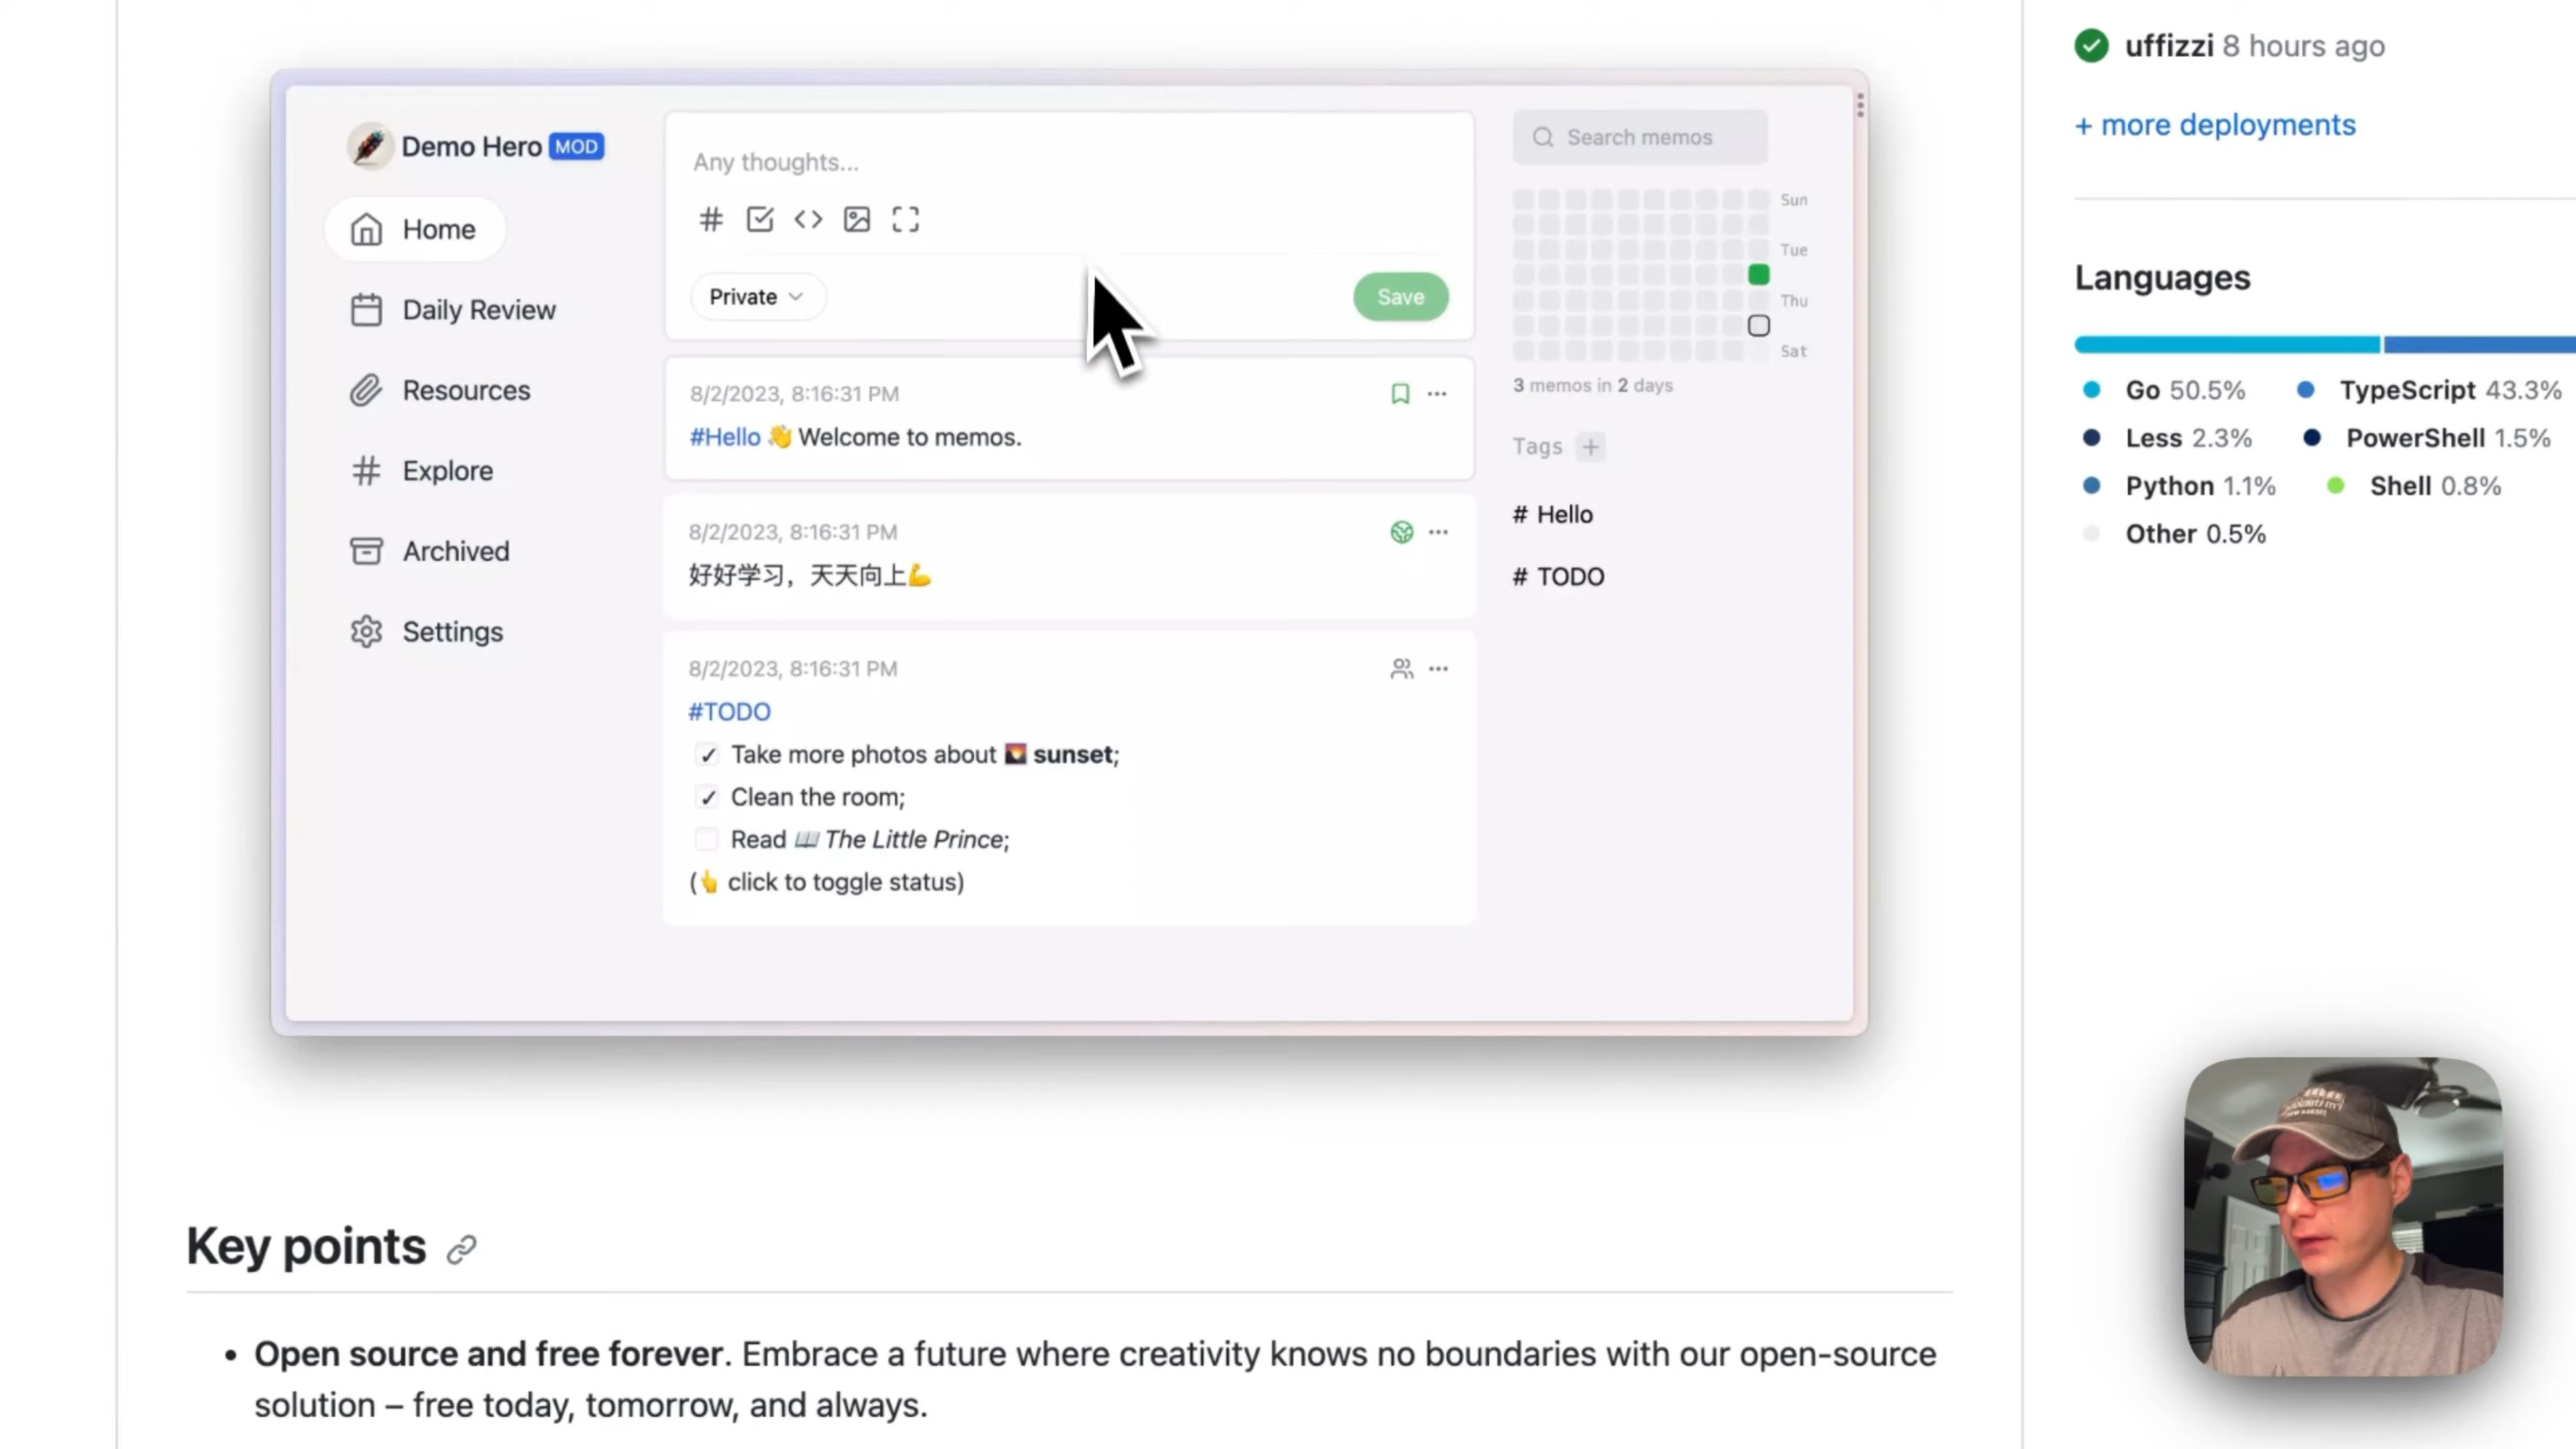 uffizzi 8 hours ago
+ more deployments
Demo Hero MOD
Home
Daily Review
Resources
Explore
Archived
Settings
Any thoughts...
Private
Save
8/2/2023, 8:16:31 PM
#Hello 👋 Welcome to memos.
8/2/2023, 8:16:31 PM
好好学习，天天向上💪
8/2/2023, 8:16:31 PM
#TODO
Take more photos about 🌄 sunset;
Clean the room;
Read 📖 The Little Prince;
(👆 click to toggle status)
Search memos
Sun
Tue
Thu
Sat
3 memos in 2 days
Tags +
# Hello
# TODO
Languages
Go 50.5% TypeScript 43.3%
Less 2.3% PowerShell 1.5%
Python 1.1% Shell 0.8%
Other 0.5%
Key points
• Open source and free forever. Embrace a future where creativity knows no boundaries with our open-source
solution – free today, tomorrow, and always.